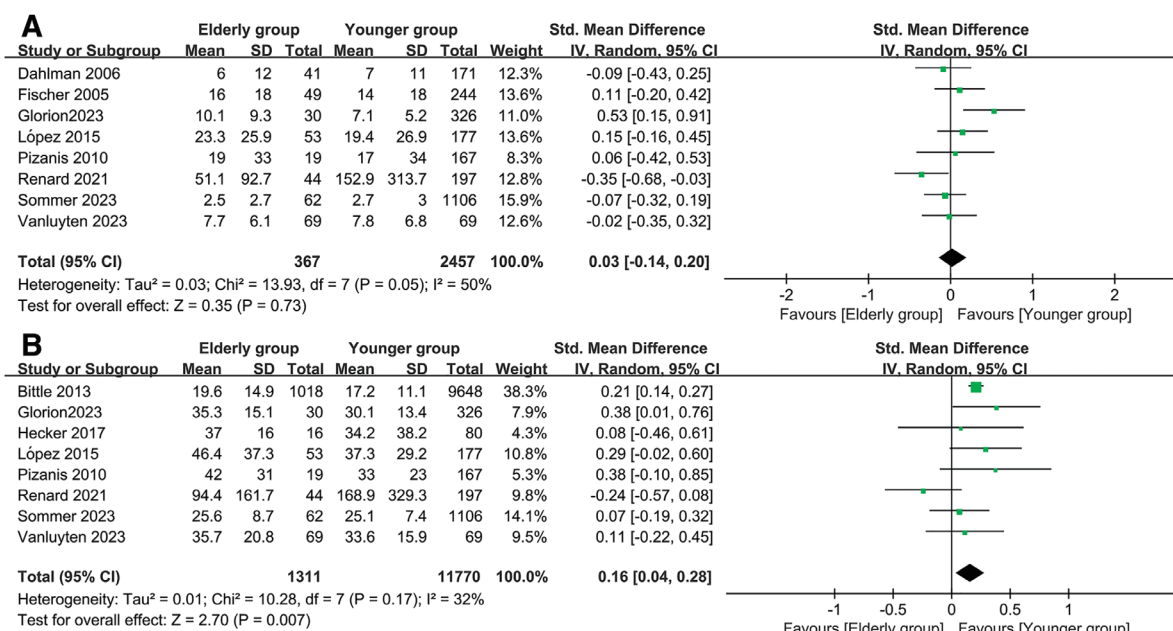 A
Elderly group Younger group Std. Mean Difference Std. Mean Difference
Study or Subgroup Mean SD Total Mean SD Total Weight IV, Random, 95% CI IV, Random, 95% CI
Dahlman 2006 6 12 41 7 11 171 12.3% -0.09 [-0.43, 0.25]
Fischer 2005 16 18 49 14 18 244 13.6% 0.11 [-0.20, 0.42]
Glorion2023 10.1 9.3 30 7.1 5.2 326 11.0% 0.53 [0.15, 0.91]
López 2015 23.3 25.9 53 19.4 26.9 177 13.6% 0.15 [-0.16, 0.45]
Pizanis 2010 19 33 19 17 34 167 8.3% 0.06 [-0.42, 0.53]
Renard 2021 51.1 92.7 44 152.9 313.7 197 12.8% -0.35 [-0.68, -0.03]
Sommer 2023 2.5 2.7 62 2.7 3 1106 15.9% -0.07 [-0.32, 0.19]
Vanluyten 2023 7.7 6.1 69 7.8 6.8 69 12.6% -0.02 [-0.35, 0.32]
Total (95% CI) 367 2457 100.0% 0.03 [-0.14, 0.20]
Heterogeneity: Tau² = 0.03; Chi² = 13.93, df = 7 (P = 0.05); I² = 50%
Test for overall effect: Z = 0.35 (P = 0.73)
-2 -1 0 1 2
Favours [Elderly group] Favours [Younger group]
B
Elderly group Younger group Std. Mean Difference Std. Mean Difference
Study or Subgroup Mean SD Total Mean SD Total Weight IV, Random, 95% CI IV, Random, 95% CI
Bittle 2013 19.6 14.9 1018 17.2 11.1 9648 38.3% 0.21 [0.14, 0.27]
Glorion2023 35.3 15.1 30 30.1 13.4 326 7.9% 0.38 [0.01, 0.76]
Hecker 2017 37 16 16 34.2 38.2 80 4.3% 0.08 [-0.46, 0.61]
López 2015 46.4 37.3 53 37.3 29.2 177 10.7% 0.29 [-0.02, 0.60]
Pizanis 2010 42 31 19 33 23 167 5.3% 0.38 [-0.10, 0.85]
Renard 2021 94.4 161.7 44 168.9 329.3 197 9.8% -0.24 [-0.57, 0.08]
Sommer 2023 25.6 8.7 62 25.1 7.4 1106 14.1% 0.07 [-0.19, 0.32]
Vanluyten 2023 35.7 20.8 69 33.6 15.9 69 9.5% 0.11 [-0.22, 0.45]
Total (95% CI) 1311 11770 100.0% 0.16 [0.04, 0.28]
Heterogeneity: Tau² = 0.01; Chi² = 10.28, df = 7 (P = 0.17); I² = 32%
Test for overall effect: Z = 2.70 (P = 0.007)
-1 -0.5 0 0.5 1
Favours [Elderly group] Favours [Younger group]